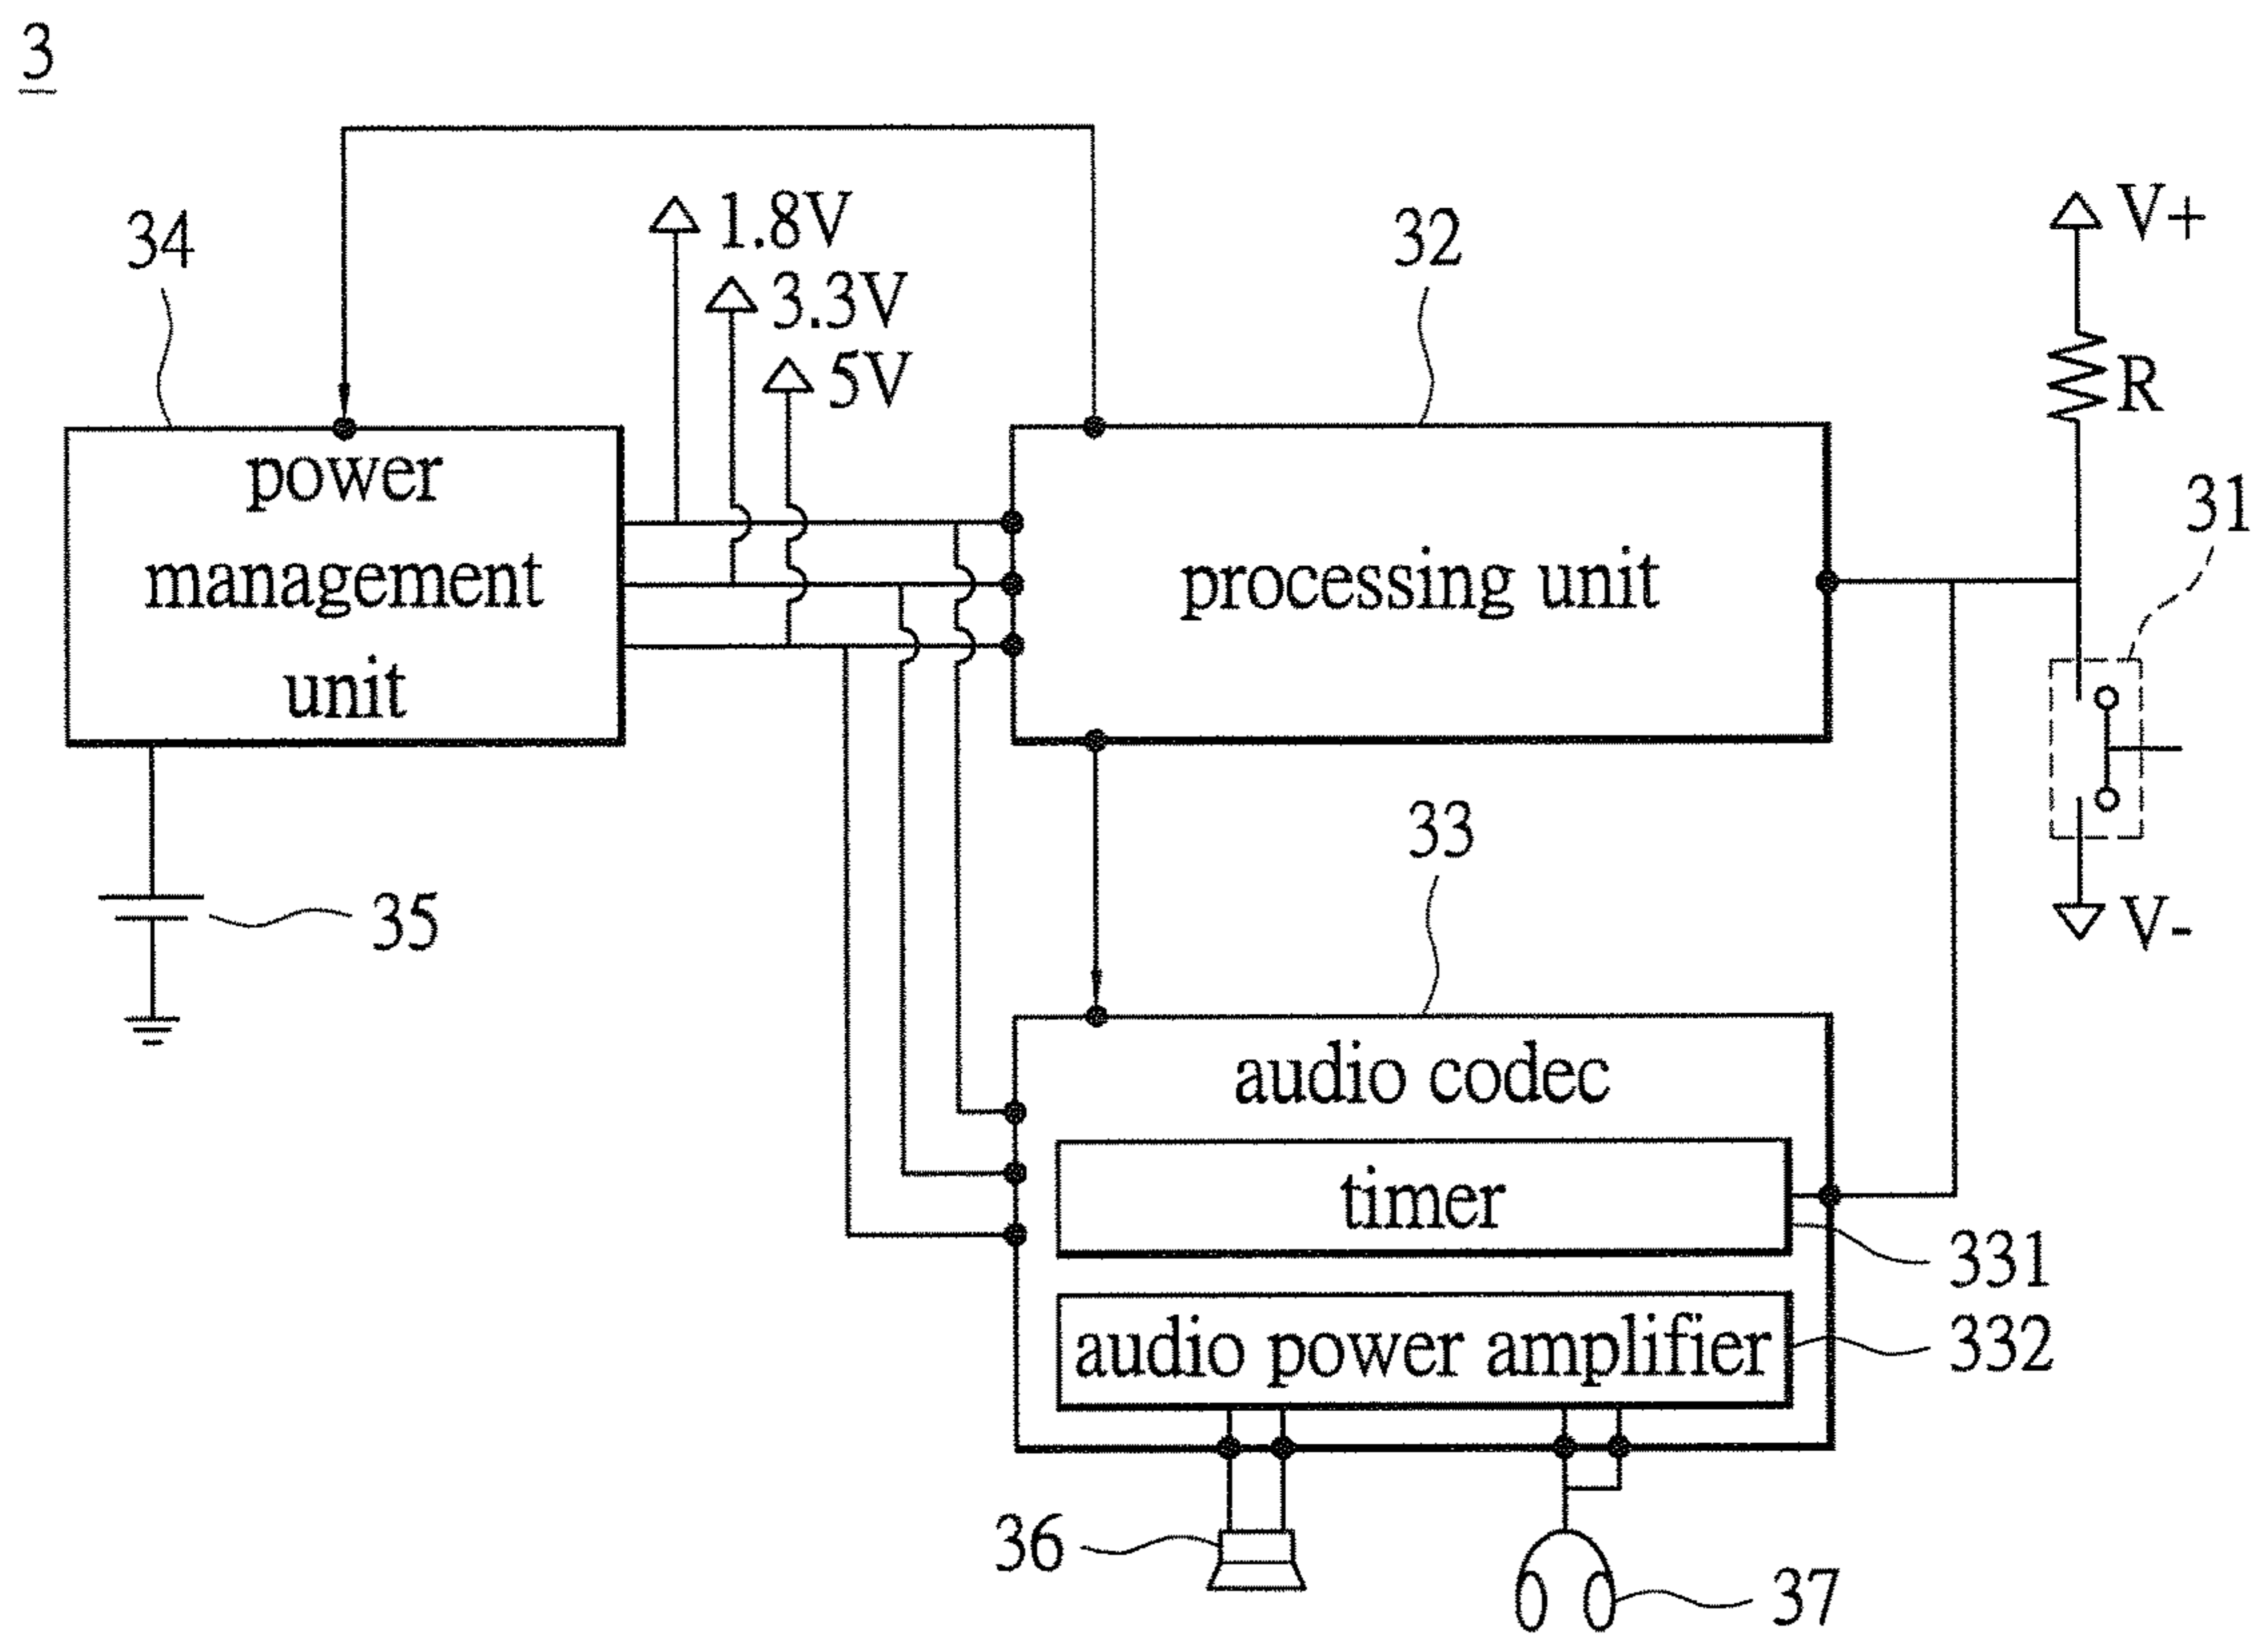 3
34
1.8V
3.3V
5V
32
V+
R
31
power
management
unit
processing unit
33
35
V-
audio codec
timer
331
audio power amplifier
332
36
37